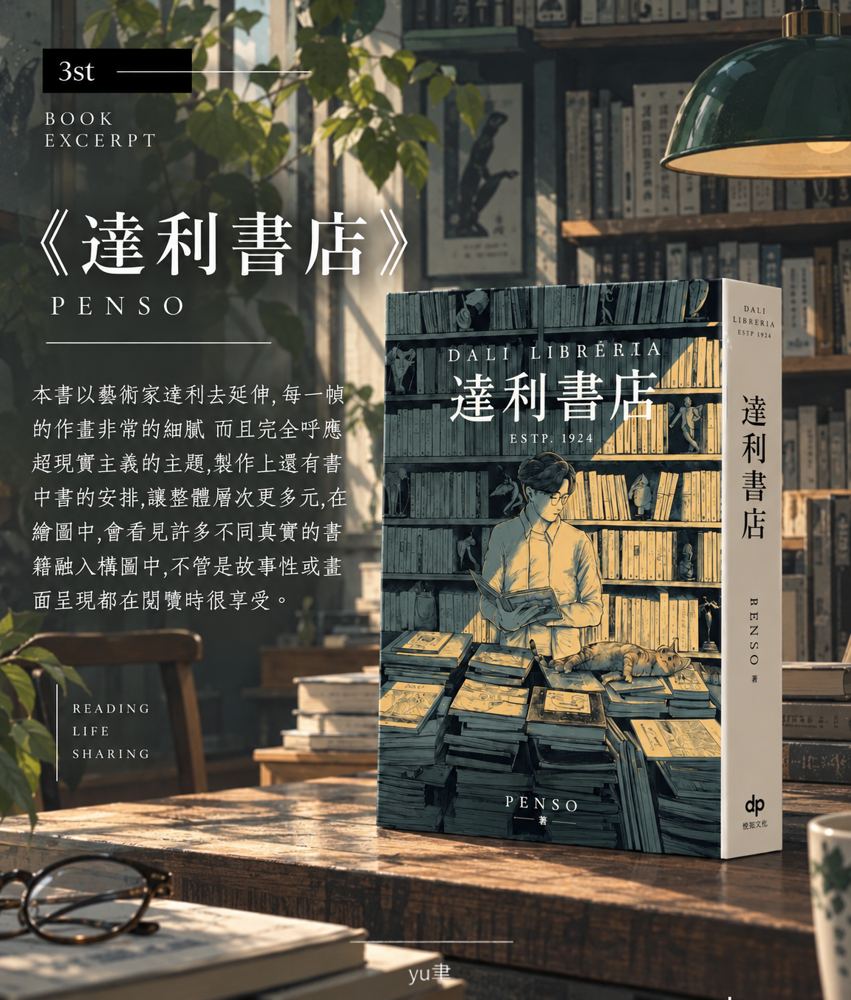 3st
BOOK
EXCERPT
《達利書店》
PENSO
本書以藝術家達利去延伸,每一幀
的作畫非常的細膩 而且完全呼應
超現實主義的主題,製作上還有書
中書的安排,讓整體層次更多元,在
繪圖中,會看見許多不同真實的書
籍融入構圖中,不管是故事性或畫
面呈現都在閱讀時很享受。
READING
LIFE
SHARING
DALI LIBRERIA
達利書店
ESTP. 1924
PENSO
著
DALI
LIBRERIA
ESTP 1924
達利書店
PENSO 著
dp
yu書